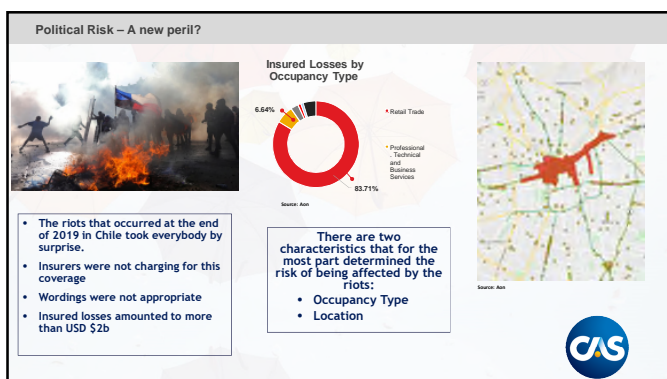 Political Risk – A new peril?
Insured Losses by
Occupancy Type
6.64%
83.71%
Retail Trade
Professional
, Technical
and
Business
Services
Source: Aon
• The riots that occurred at the end
of 2019 in Chile took everybody by
surprise.
• Insurers were not charging for this
coverage
• Wordings were not appropriate
• Insured losses amounted to more
than USD $2b
There are two
characteristics that for the
most part determined the
risk of being affected by the
riots:
• Occupancy Type
• Location
Source: Aon
CAS